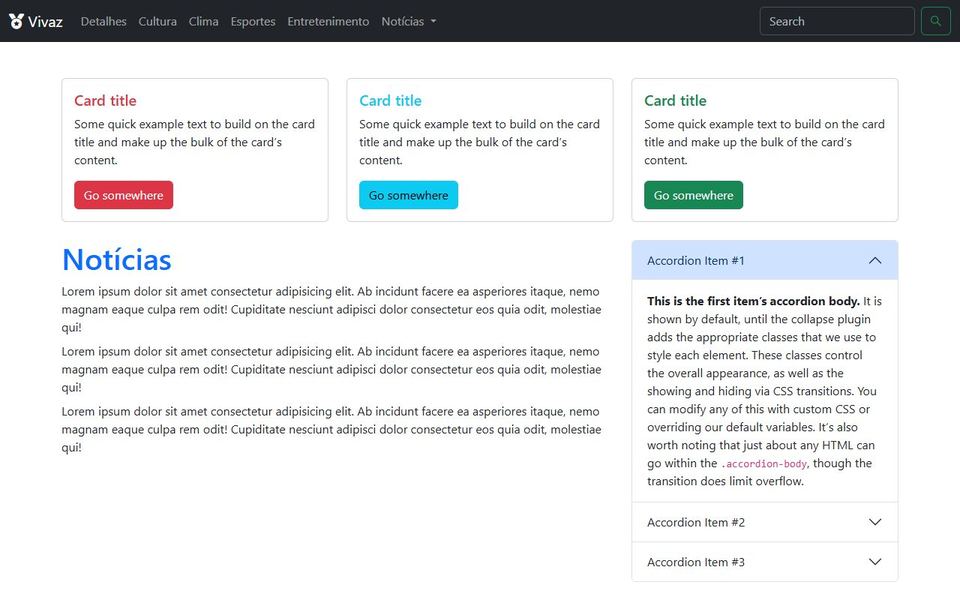 Vivaz Detalhes Cultura Clima Esportes Entretenimento Notícias Search
Card title
Some quick example text to build on the card
title and make up the bulk of the card's
content.
Go somewhere
Card title
Some quick example text to build on the card
title and make up the bulk of the card's
content.
Go somewhere
Card title
Some quick example text to build on the card
title and make up the bulk of the card's
content.
Go somewhere
Notícias
Lorem ipsum dolor sit amet consectetur adipisicing elit. Ab incidunt facere ea asperiores itaque, nemo
magnam eaque culpa rem odit! Cupiditate nesciunt adipisci dolor consectetur eos quia odit, molestiae
qui!
Lorem ipsum dolor sit amet consectetur adipisicing elit. Ab incidunt facere ea asperiores itaque, nemo
magnam eaque culpa rem odit! Cupiditate nesciunt adipisci dolor consectetur eos quia odit, molestiae
qui!
Lorem ipsum dolor sit amet consectetur adipisicing elit. Ab incidunt facere ea asperiores itaque, nemo
magnam eaque culpa rem odit! Cupiditate nesciunt adipisci dolor consectetur eos quia odit, molestiae
qui!
Accordion Item #1
This is the first item's accordion body. It is
shown by default, until the collapse plugin
adds the appropriate classes that we use to
style each element. These classes control
the overall appearance, as well as the
showing and hiding via CSS transitions. You
can modify any of this with custom CSS or
overriding our default variables. It's also
worth noting that just about any HTML can
go within the .accordion-body, though the
transition does limit overflow.
Accordion Item #2
Accordion Item #3